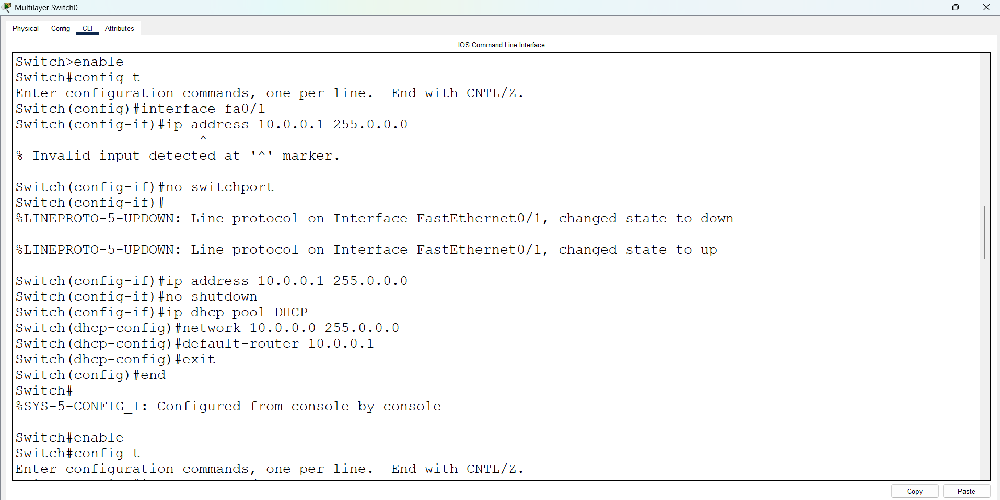 Multilayer Switch0
Physical Config CLI Attributes
IOS Command Line Interface
Switch>enable
Switch#config t
Enter configuration commands, one per line.  End with CNTL/Z.
Switch(config)#interface fa0/1
Switch(config-if)#ip address 10.0.0.1 255.0.0.0
^
% Invalid input detected at '^' marker.
Switch(config-if)#no switchport
Switch(config-if)#
%LINEPROTO-5-UPDOWN: Line protocol on Interface FastEthernet0/1, changed state to down
%LINEPROTO-5-UPDOWN: Line protocol on Interface FastEthernet0/1, changed state to up
Switch(config-if)#ip address 10.0.0.1 255.0.0.0
Switch(config-if)#no shutdown
Switch(config-if)#ip dhcp pool DHCP
Switch(dhcp-config)#network 10.0.0.0 255.0.0.0
Switch(dhcp-config)#default-router 10.0.0.1
Switch(dhcp-config)#exit
Switch(config)#end
Switch#
%SYS-5-CONFIG_I: Configured from console by console
Switch#enable
Switch#config t
Enter configuration commands, one per line.  End with CNTL/Z.
Copy Paste